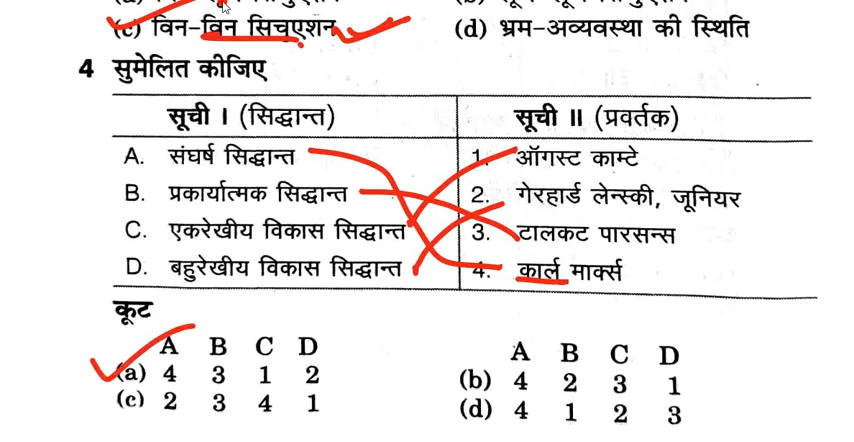 (c) विन-विन सिचुएशन (d) भ्रम-अव्यवस्था की स्थिति
4 सुमेलित कीजिए
सूची I (सिद्धान्त) सूची II (प्रवर्तक)
A. संघर्ष सिद्धान्त 1. ऑगस्ट काम्टे
B. प्रकार्यात्मक सिद्धान्त 2. गेरहार्ड लेन्स्की, जूनियर
C. एकरेखीय विकास सिद्धान्त 3. टालकट पारसन्स
D. बहुरेखीय विकास सिद्धान्त 4. कार्ल मार्क्स
कूट
A B C D A B C D
(a) 4 3 1 2 (b) 4 2 3 1
(c) 2 3 4 1 (d) 4 1 2 3